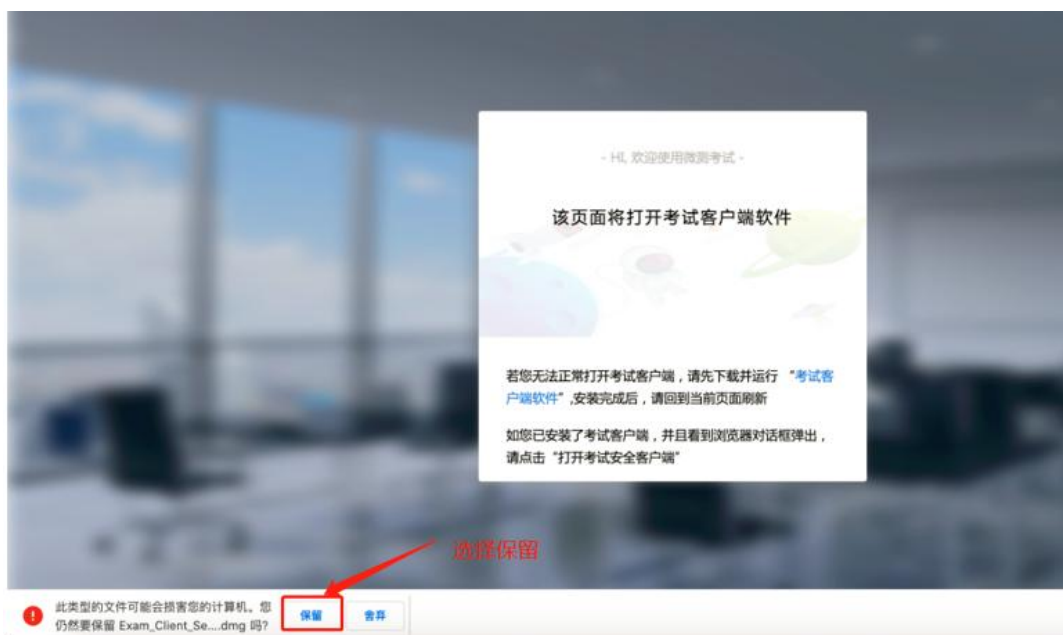 - HI, 欢迎使用微测考试 -
该页面将打开考试客户端软件
若您无法正常打开考试客户端，请先下载并运行 “考试客
户端软件” ,安装完成后，请回到当前页面刷新
如您已安装了考试客户端，并且看到浏览器对话框弹出，
请点击 “打开考试安全客户端”
选择保留
此类型的文件可能会损害您的计算机。您
仍然要保留 Exam_Client_Se....dmg 吗?
保留
舍弃